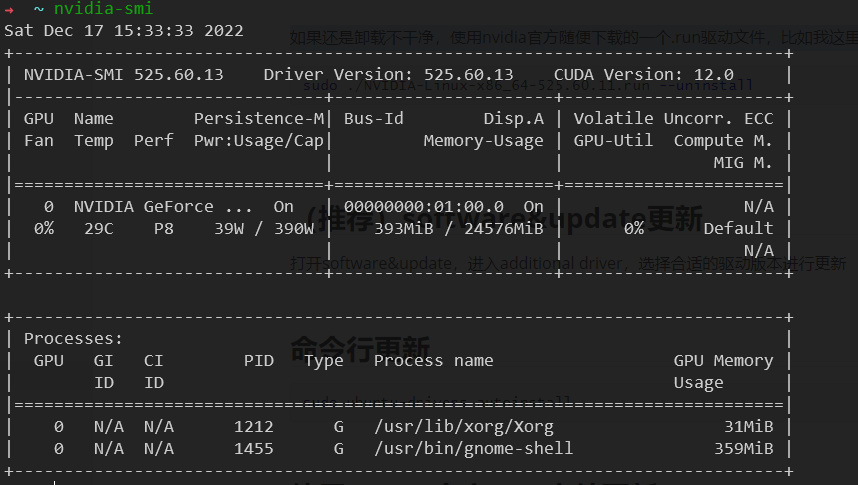 → ~ nvidia-smi
Sat Dec 17 15:33:33 2022
如果还是卸载不干净，使用nvidia官方随便下载的一个.run驱动文件，比如我这里
+-----------------------------------------------------------------------------+
| NVIDIA-SMI 525.60.13    Driver Version: 525.60.13    CUDA Version: 12.0     |
sudo ./NVIDIA-Linux-x86_64-525.60.11.run --uninstall
|-------------------------------+----------------------+----------------------+
| GPU  Name        Persistence-M| Bus-Id        Disp.A | Volatile Uncorr. ECC |
| Fan  Temp  Perf  Pwr:Usage/Cap|         Memory-Usage | GPU-Util  Compute M. |
|                               |                      |               MIG M. |
|===============================+======================+======================|
|   0  NVIDIA GeForce ...  On   | 00000000:01:00.0  On |                  N/A |
（推荐）software&update更新
|  0%   29C    P8    39W / 390W |    393MiB / 24576MiB |      0%      Default |
|                               |                      |                  N/A |
打开software&update，进入additional driver，选择合适的驱动版本进行更新
+-------------------------------+----------------------+----------------------+
+-----------------------------------------------------------------------------+
| Processes:                                                                  |
命令行更新
|  GPU   GI   CI        PID   Type   Process name                  GPU Memory |
|        ID   ID                                                   Usage      |
|=============================================================================|
|    0   N/A  N/A      1212      G   /usr/lib/xorg/Xorg                 31MiB |
|    0   N/A  N/A      1455      G   /usr/bin/gnome-shell              359MiB |
+-----------------------------------------------------------------------------+